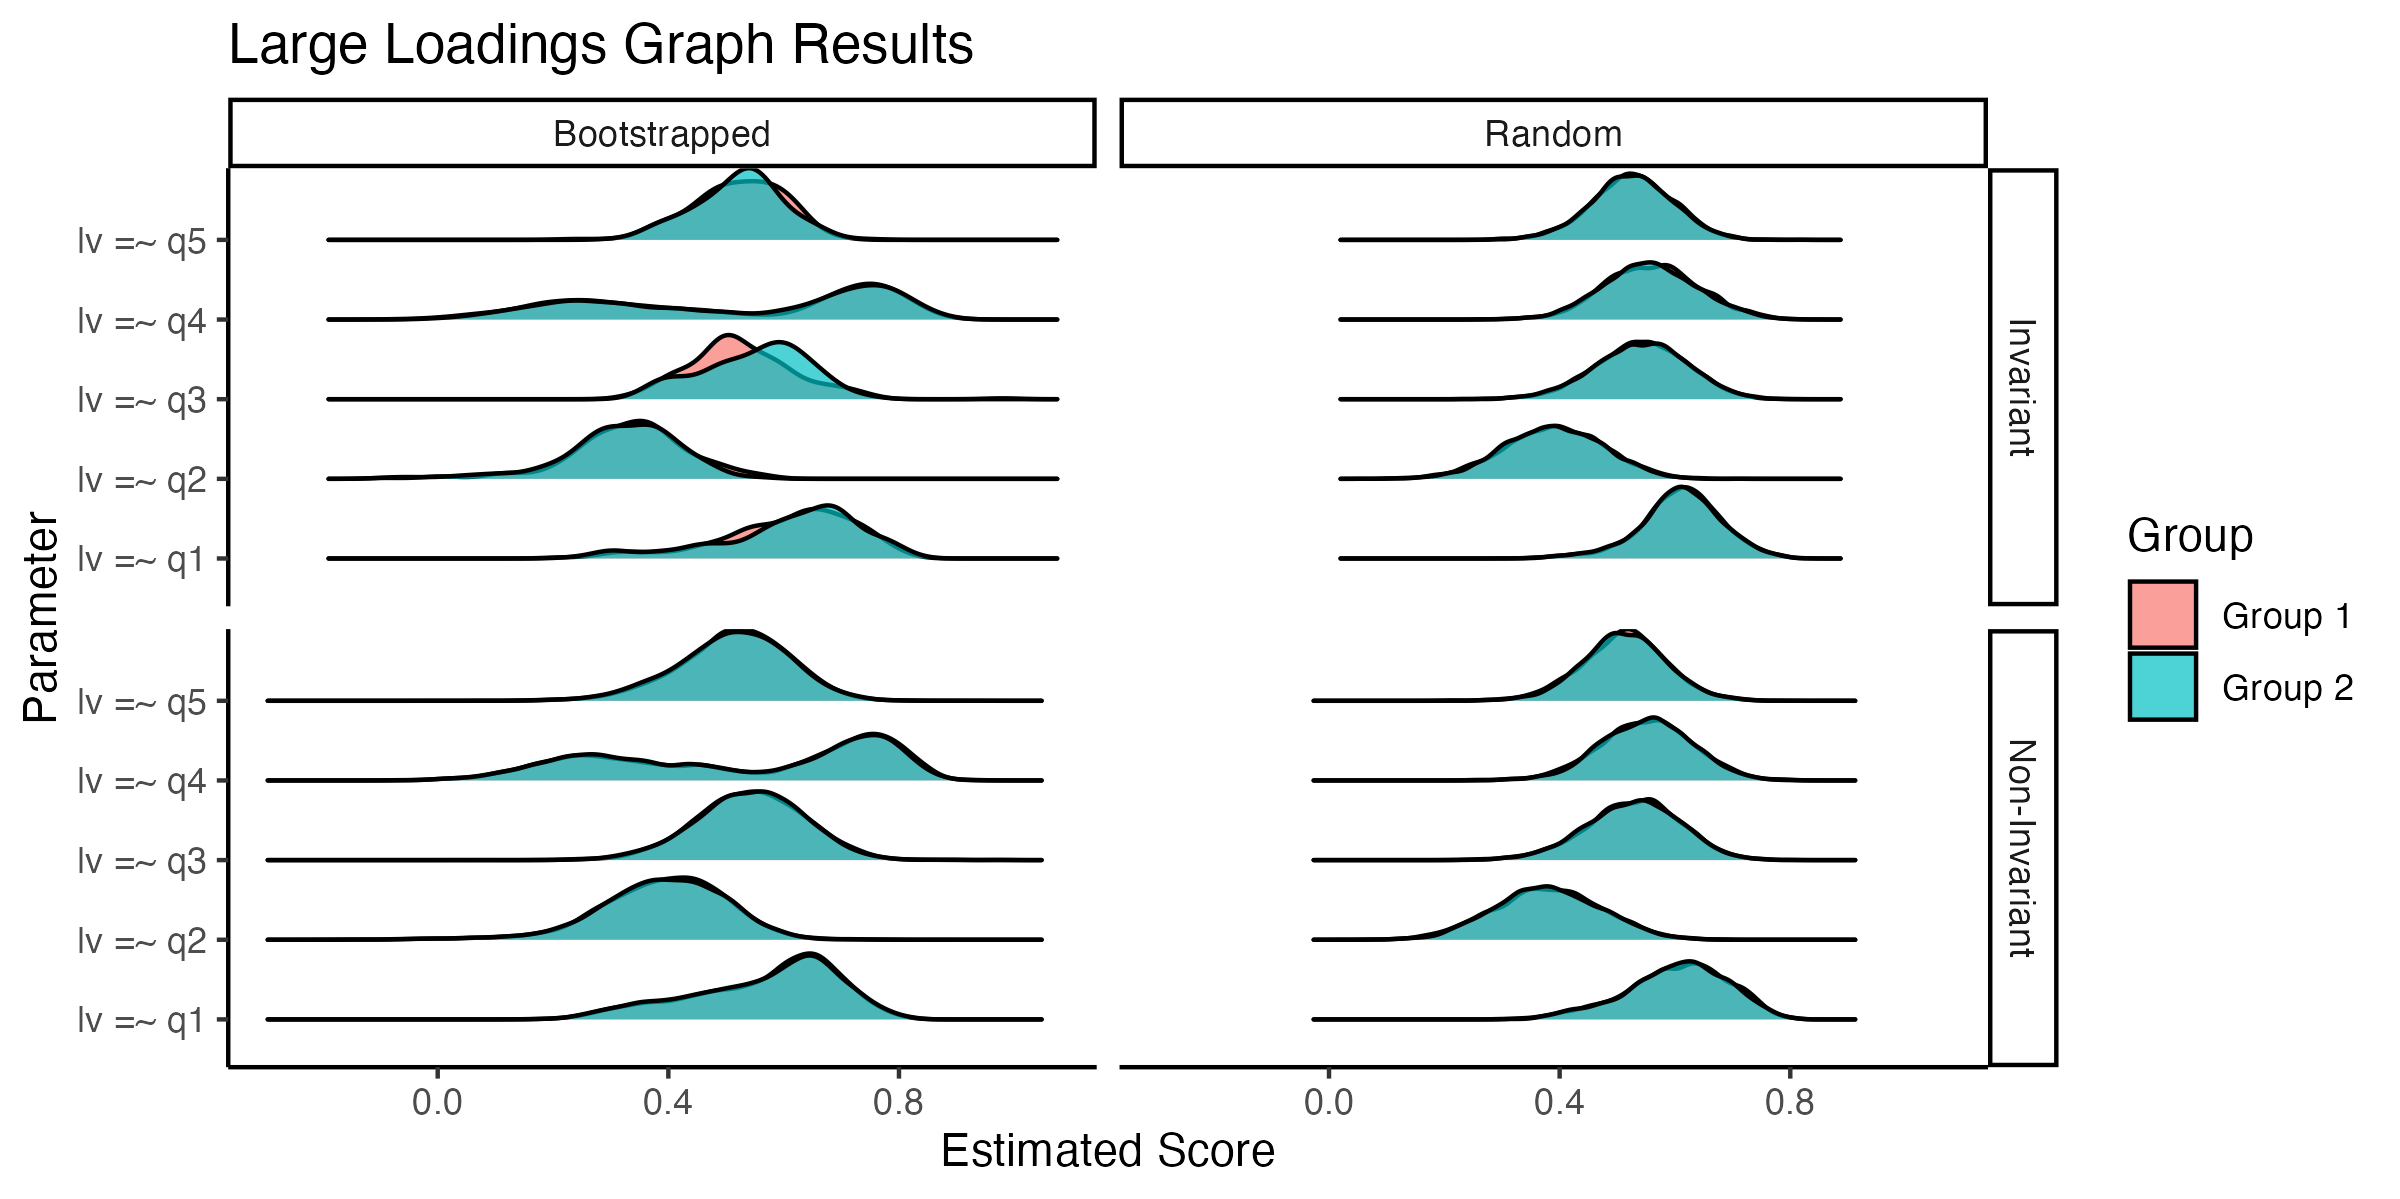 Large Loadings Graph Results
Bootstrapped
Random
lv =~ q5
lv =~ q4
lv =~ q3
lv =~ q2
lv =~ q1
Invariant
lv =~ q5
lv =~ q4
lv =~ q3
lv =~ q2
lv =~ q1
Non-Invariant
Parameter
0.0 0.4 0.8
0.0 0.4 0.8
Estimated Score
Group
Group 1
Group 2